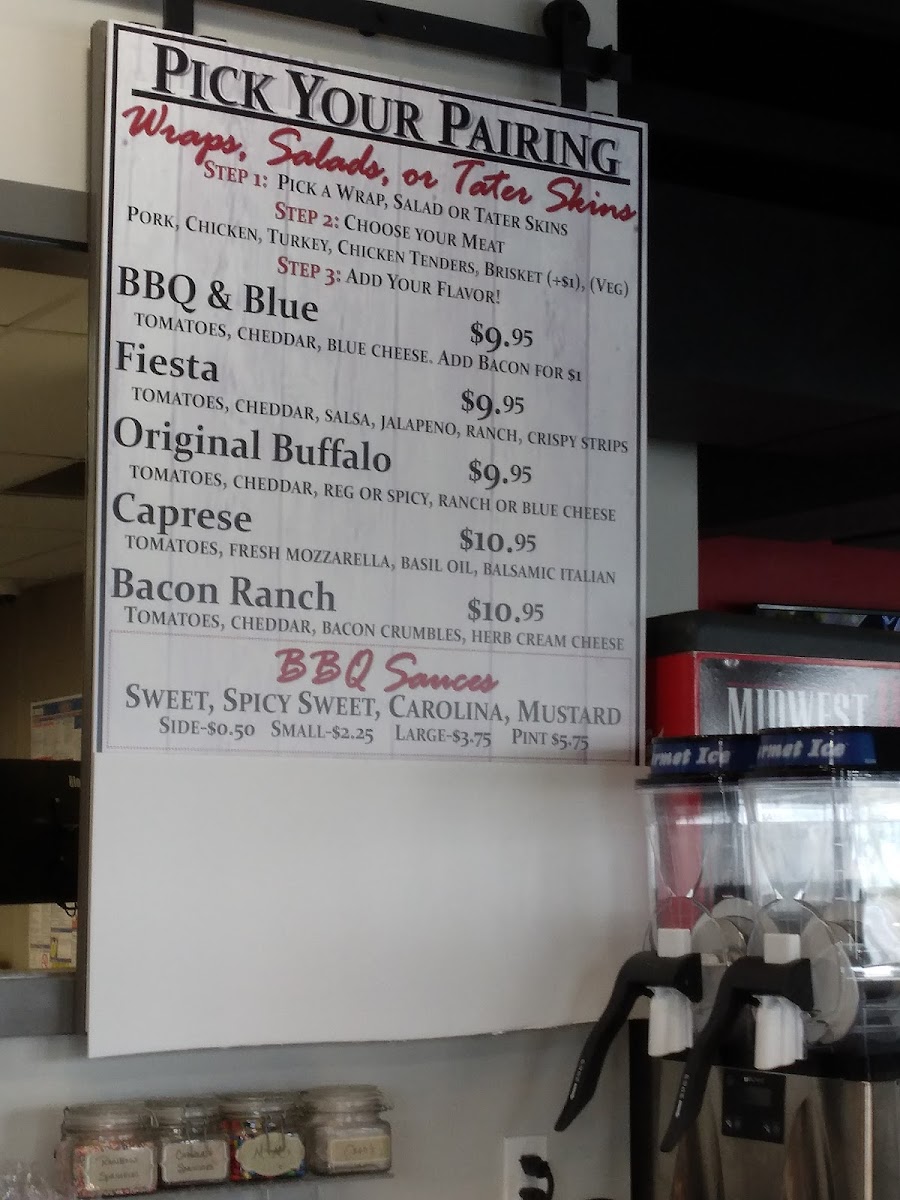 PICK YOUR PAIRING
Wraps, Salads, or Tater Skins
STEP 1: PICK A WRAP, SALAD OR TATER SKINS
STEP 2: CHOOSE YOUR MEAT
PORK, CHICKEN, TURKEY, CHICKEN TENDERS, BRISKET (+$1), (VEG)
STEP 3: ADD YOUR FLAVOR!
BBQ & Blue $9.95
TOMATOES, CHEDDAR, BLUE CHEESE. ADD BACON FOR $1
Fiesta $9.95
TOMATOES, CHEDDAR, SALSA, JALAPENO, RANCH, CRISPY STRIPS
Original Buffalo $9.95
TOMATOES, CHEDDAR, REG OR SPICY, RANCH OR BLUE CHEESE
Caprese $10.95
TOMATOES, FRESH MOZZARELLA, BASIL OIL, BALSAMIC ITALIAN
Bacon Ranch $10.95
TOMATOES, CHEDDAR, BACON CRUMBLES, HERB CREAM CHEESE
BBQ Sauces
SWEET, SPICY SWEET, CAROLINA, MUSTARD
SIDE-$0.50 SMALL-$2.25 LARGE-$3.75 PINT $5.75
MIDWEST
rmet Ice rmet Ice